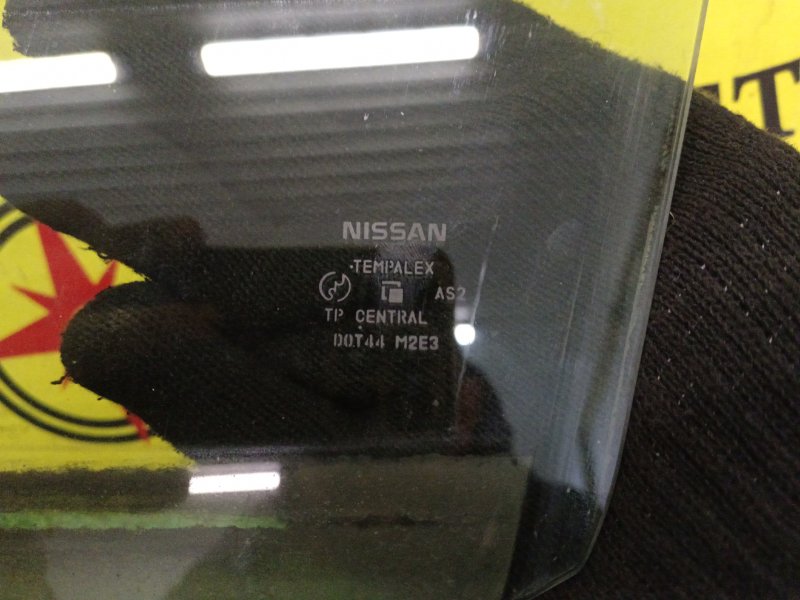 NISSAN
TEMPALEX
AS2
TP CENTRAL
DOT44 M2E3